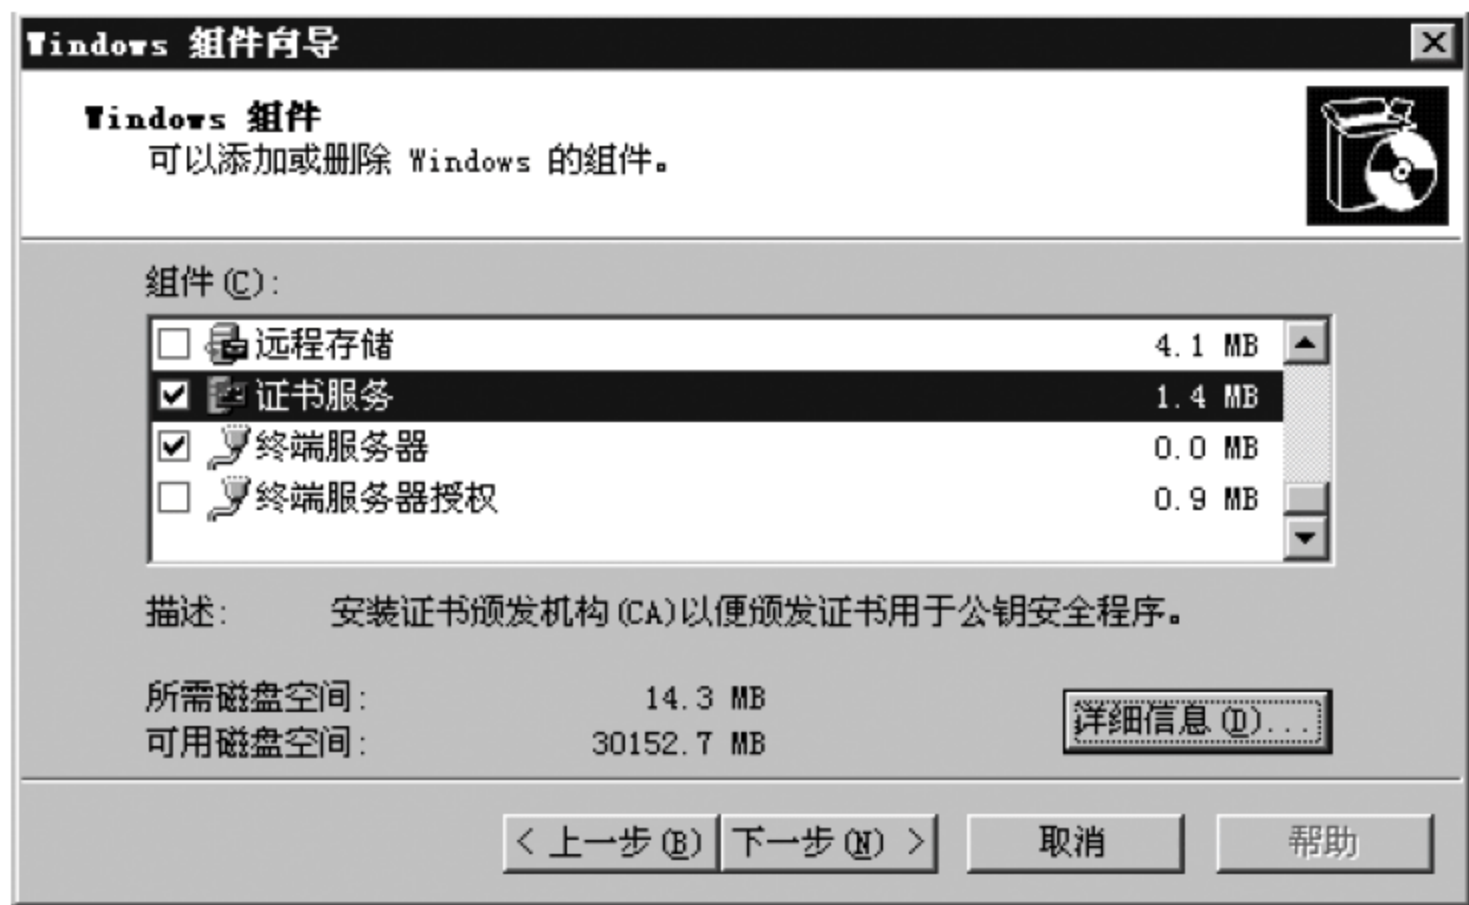 Windows 组件向导
Windows 组件
可以添加或删除 Windows 的组件。
组件(C):
远程存储 4.1 MB
证书服务 1.4 MB
终端服务器 0.0 MB
终端服务器授权 0.9 MB
描述: 安装证书颁发机构(CA)以便颁发证书用于公钥安全程序。
所需磁盘空间: 14.3 MB
可用磁盘空间: 30152.7 MB
详细信息(D)...
< 上一步(B) 下一步(N) > 取消 帮助